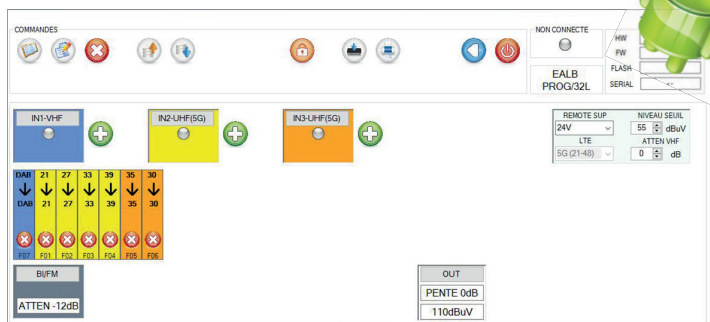 COMMANDES
NON CONNECTE
HW
FW
FLASH
SERIAL
EALB
PROG/32L
IN1-VHF
IN2-UHF(5G)
IN3-UHF(5G)
REMOTE SUP
NIVEAU SEUIL
24V
55 dBuV
LTE
ATTEN VHF
5G (21-48)
0 dB
DAB 21 27 33 39 35 30
DAB 21 27 33 39 35 30
F07 F01 F02 F03 F04 F05 F06
BI/FM
ATTEN -12dB
OUT
PENTE 0dB
110dBuV